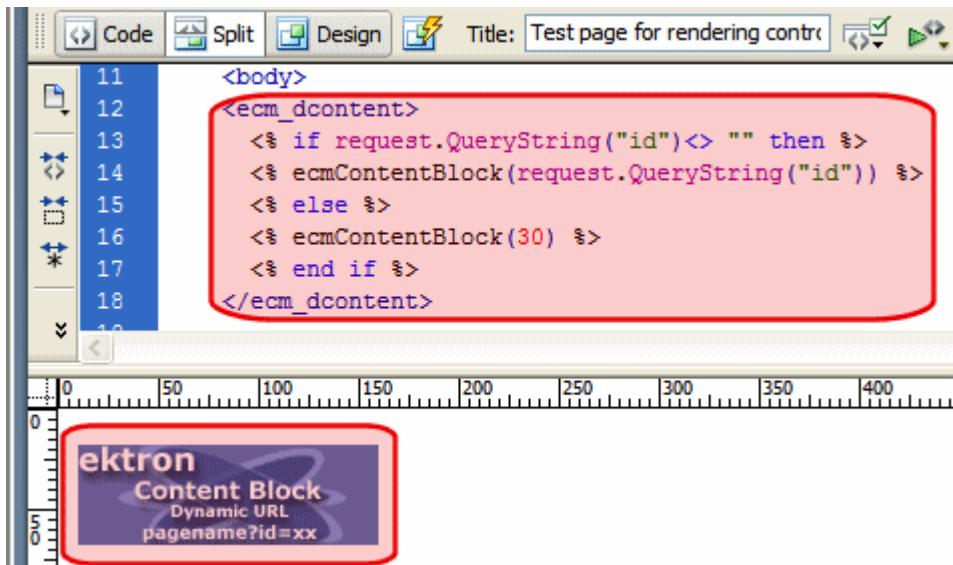 Code Split Design Title: Test page for rendering contro
11 <body>
12 <ecm_dcontent>
13 <% if request.QueryString("id")<> "" then %>
14 <% ecmContentBlock(request.QueryString("id")) %>
15 <% else %>
16 <% ecmContentBlock(30) %>
17 <% end if %>
18 </ecm_dcontent>
0 50 100 150 200 250 300 350 400
0
50
ektron
Content Block
Dynamic URL
pagename?id=xx